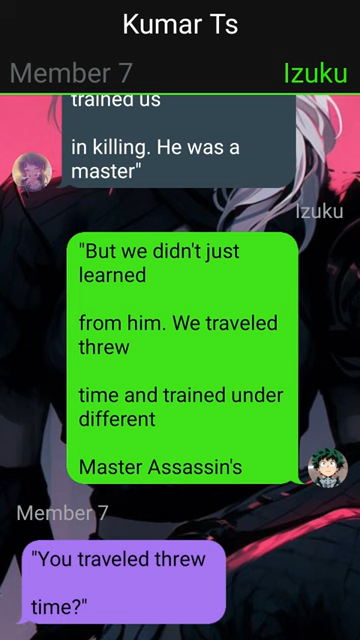 Kumar Ts
Member 7
Izuku
trained us
in killing. He was a
master"
Izuku
"But we didn't just
learned
from him. We traveled
threw
time and trained under
different
Master Assassin's
Member 7
"You traveled threw
time?"